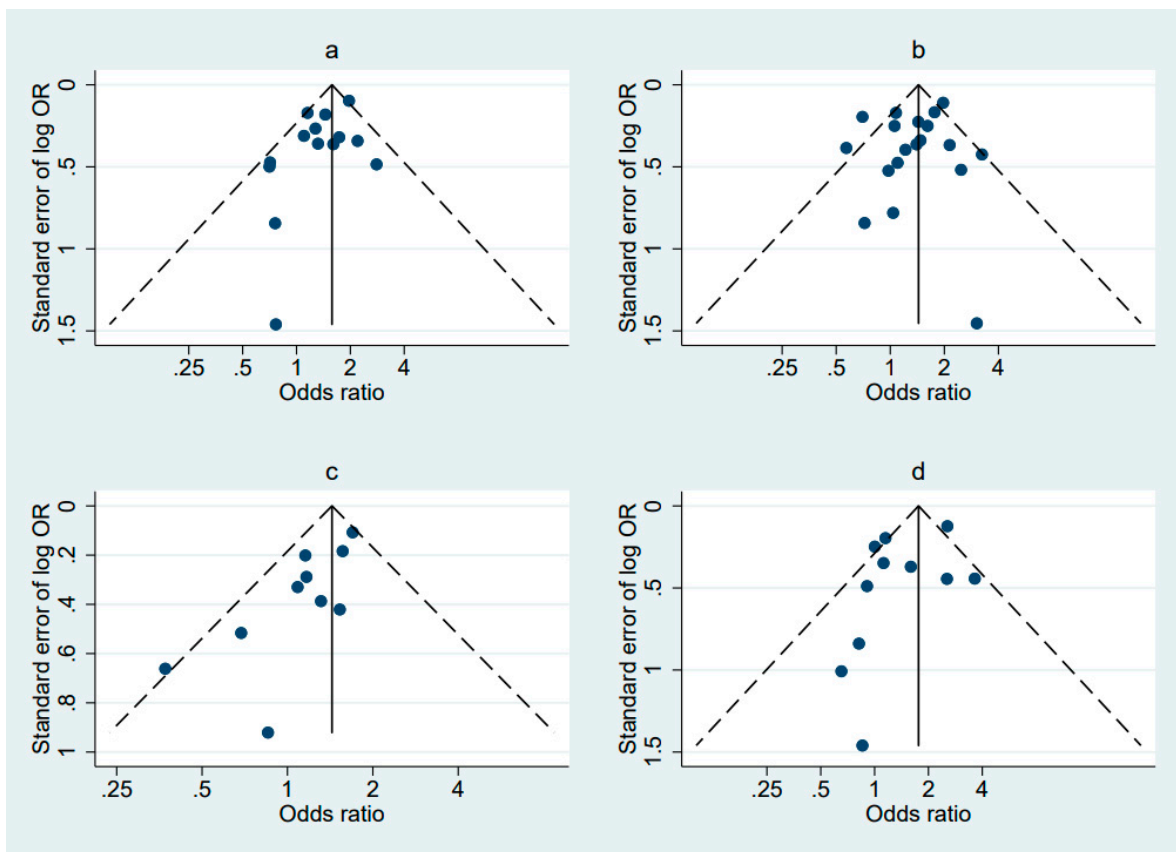 a
Standard error of log OR
0
.5
1
1.5
.25 .5 1 2 4
Odds ratio
b
Standard error of log OR
0
.5
1
1.5
.25 .5 1 2 4
Odds ratio
c
Standard error of log OR
0
.2
.4
.6
.8
1
.25 .5 1 2 4
Odds ratio
d
Standard error of log OR
0
.5
1
1.5
.25 .5 1 2 4
Odds ratio